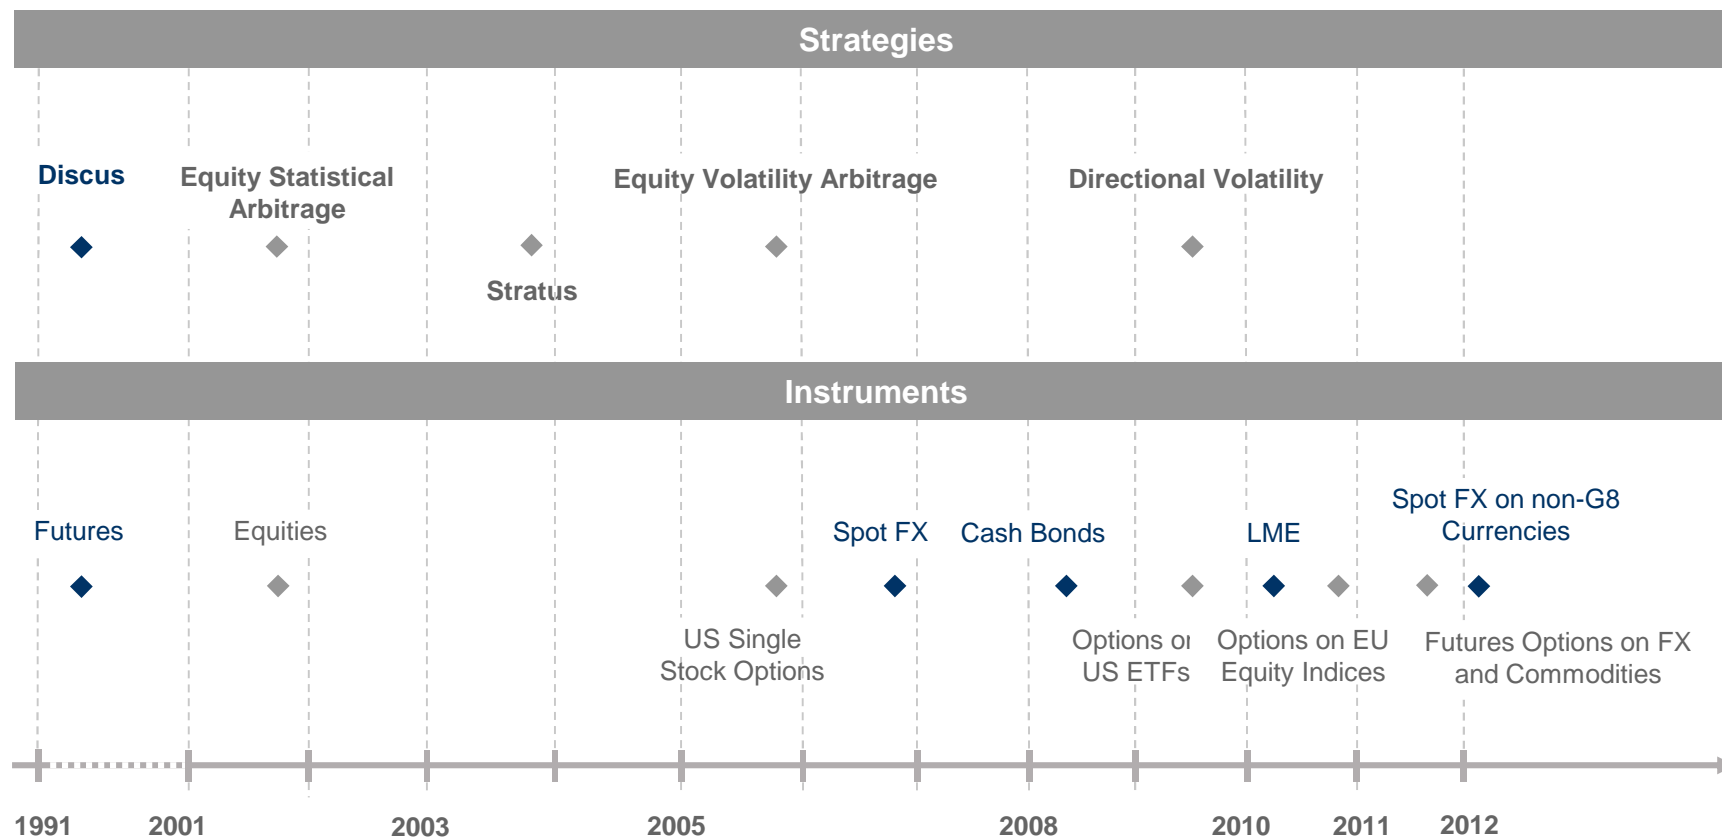 Strategies
Discus
Equity Statistical
Arbitrage
Equity Volatility Arbitrage
Directional Volatility
Stratus
Instruments
Futures
Equities
Spot FX
Cash Bonds
LME
Spot FX on non-G8
Currencies
US Single
Stock Options
Options on
US ETFs
Options on EU
Equity Indices
Futures Options on FX
and Commodities
1991
2001
2003
2005
2008
2010
2011
2012